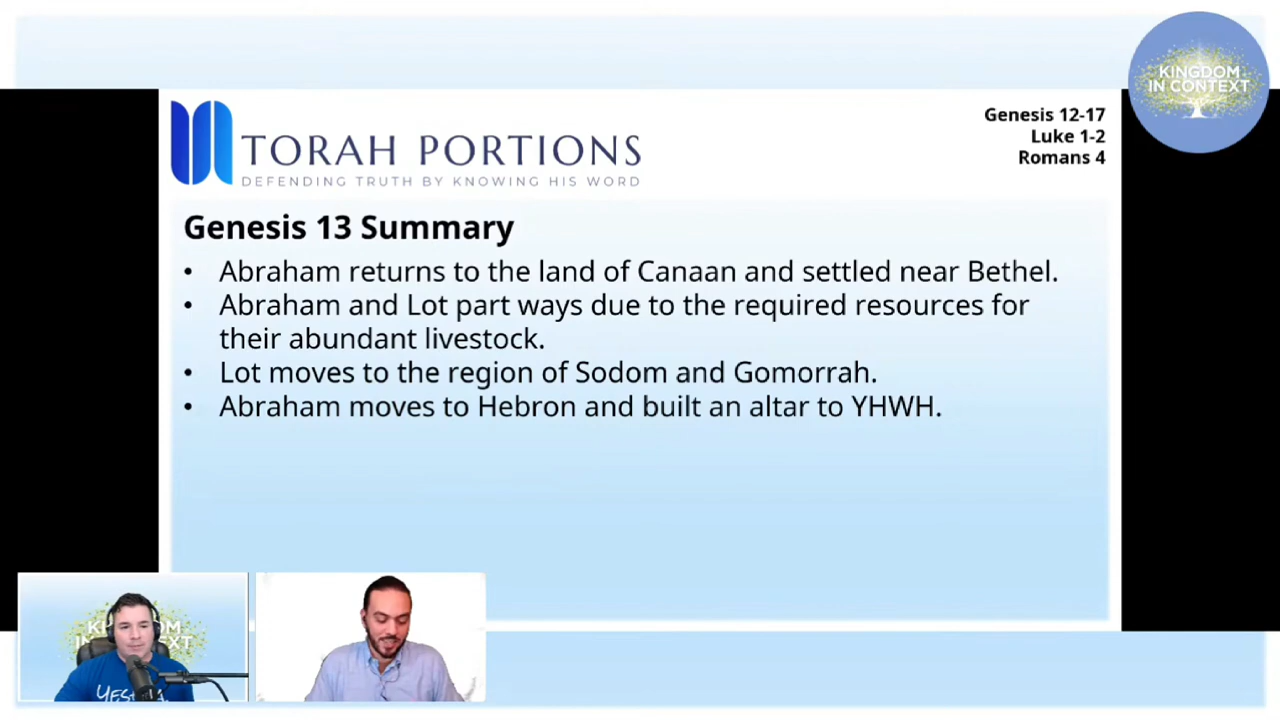 KINGDOM
IN CONTEXT
Genesis 12-17
Luke 1-2
Romans 4
TORAH PORTIONS
DEFENDING TRUTH BY KNOWING HIS WORD
Genesis 13 Summary
• Abraham returns to the land of Canaan and settled near Bethel.
• Abraham and Lot part ways due to the required resources for
their abundant livestock.
• Lot moves to the region of Sodom and Gomorrah.
• Abraham moves to Hebron and built an altar to YHWH.